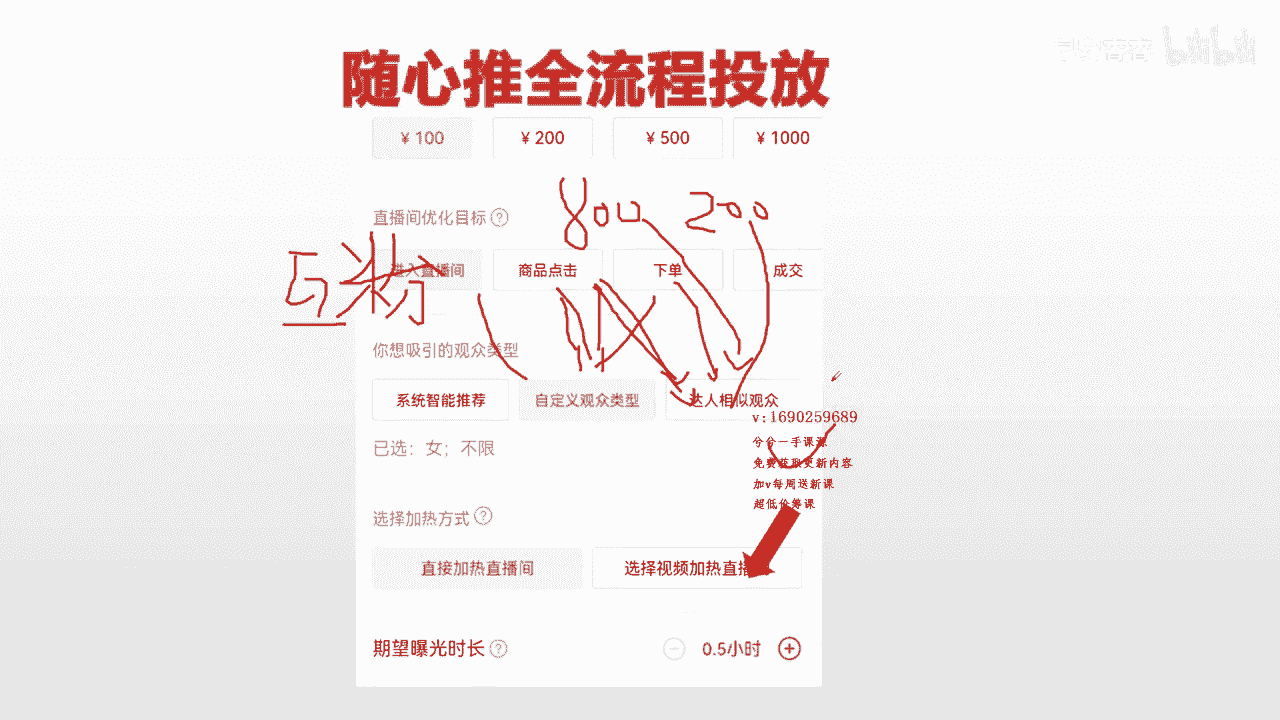 随心推全流程投放
bilibili
¥ 100 ¥ 200 ¥ 500 ¥ 1000
直播间优化目标 ?
800 200
进入直播间 商品点击 下单 成交
互粉
你想吸引的观众类型
系统智能推荐 自定义观众类型 达人相似观众
v:1690259689
已选：女；不限
兮兮一手课源
免费获取更新内容
加v每周送新课
超低价筹课
选择加热方式 ?
直接加热直播间 选择视频加热直播
期望曝光时长 ? - 0.5小时 +